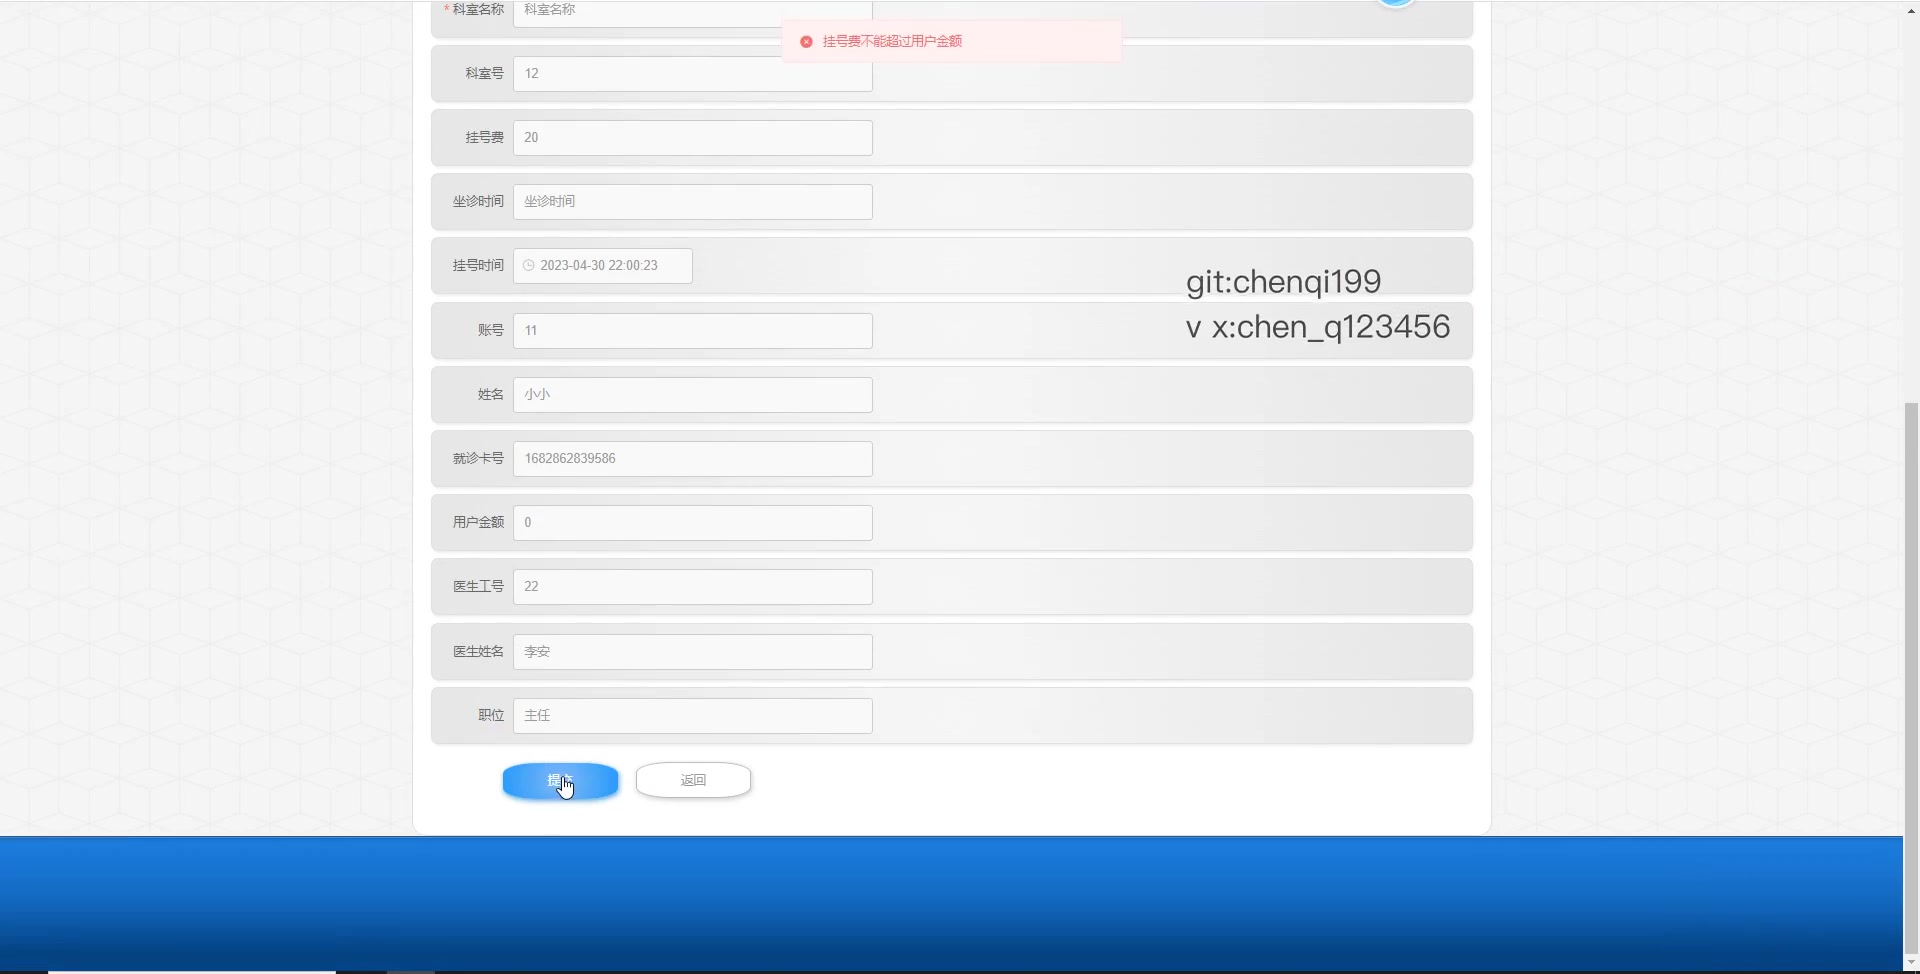 * 科室名称 科室名称
挂号费不能超过用户金额
科室号 12
挂号费 20
坐诊时间 坐诊时间
挂号时间 2023-04-30 22:00:23
git:chenqi199
v x:chen_q123456
账号 11
姓名 小小
就诊卡号 1682862839586
用户金额 0
医生工号 22
医生姓名 李安
职位 主任
提交 返回